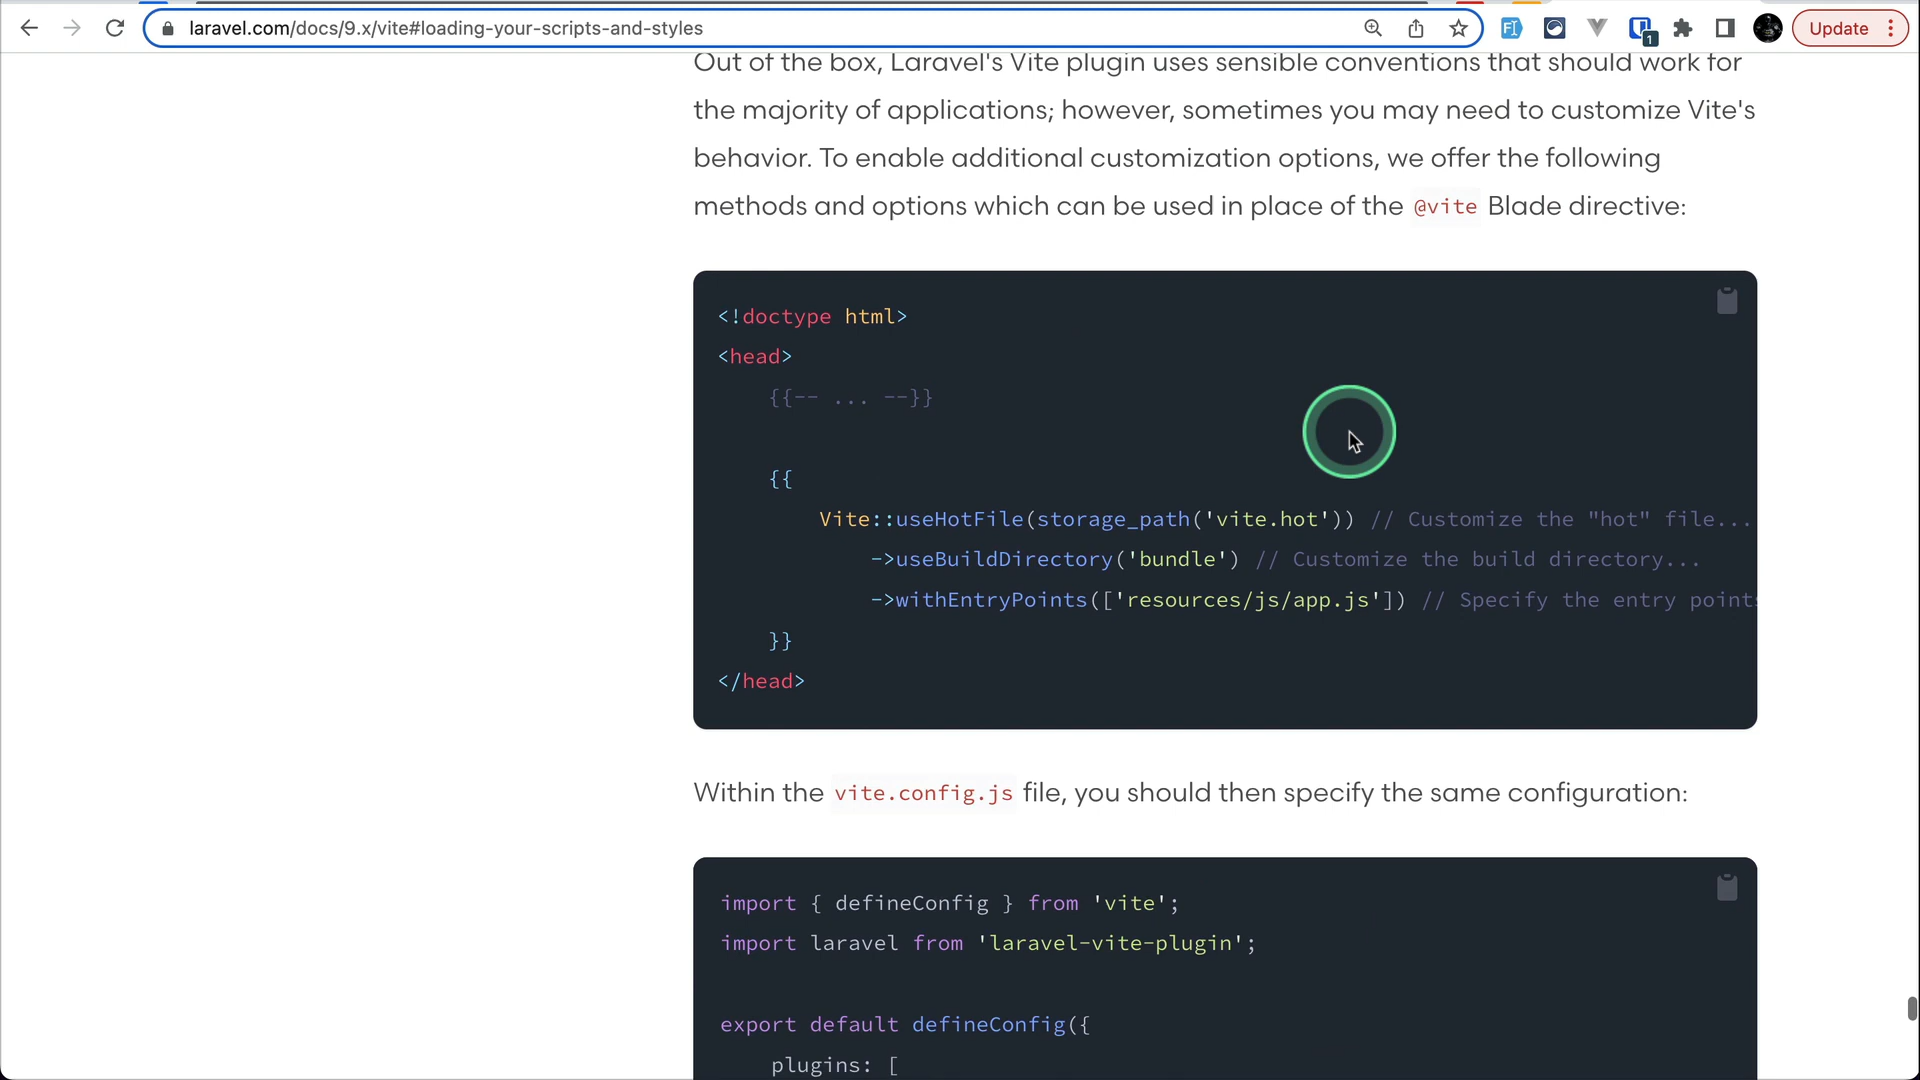 laravel.com/docs/9.x/vite#loading-your-scripts-and-styles
1
Update
Out of the box, Laravel's Vite plugin uses sensible conventions that should work for
the majority of applications; however, sometimes you may need to customize Vite's
behavior. To enable additional customization options, we offer the following
methods and options which can be used in place of the @vite Blade directive:
<!doctype html>
<head>
    {{-- ... --}}
    {{
        Vite::useHotFile(storage_path('vite.hot')) // Customize the "hot" file...
            ->useBuildDirectory('bundle') // Customize the build directory...
            ->withEntryPoints(['resources/js/app.js']) // Specify the entry points
    }}
</head>
Within the vite.config.js file, you should then specify the same configuration:
import { defineConfig } from 'vite';
import laravel from 'laravel-vite-plugin';
export default defineConfig({
    plugins: [